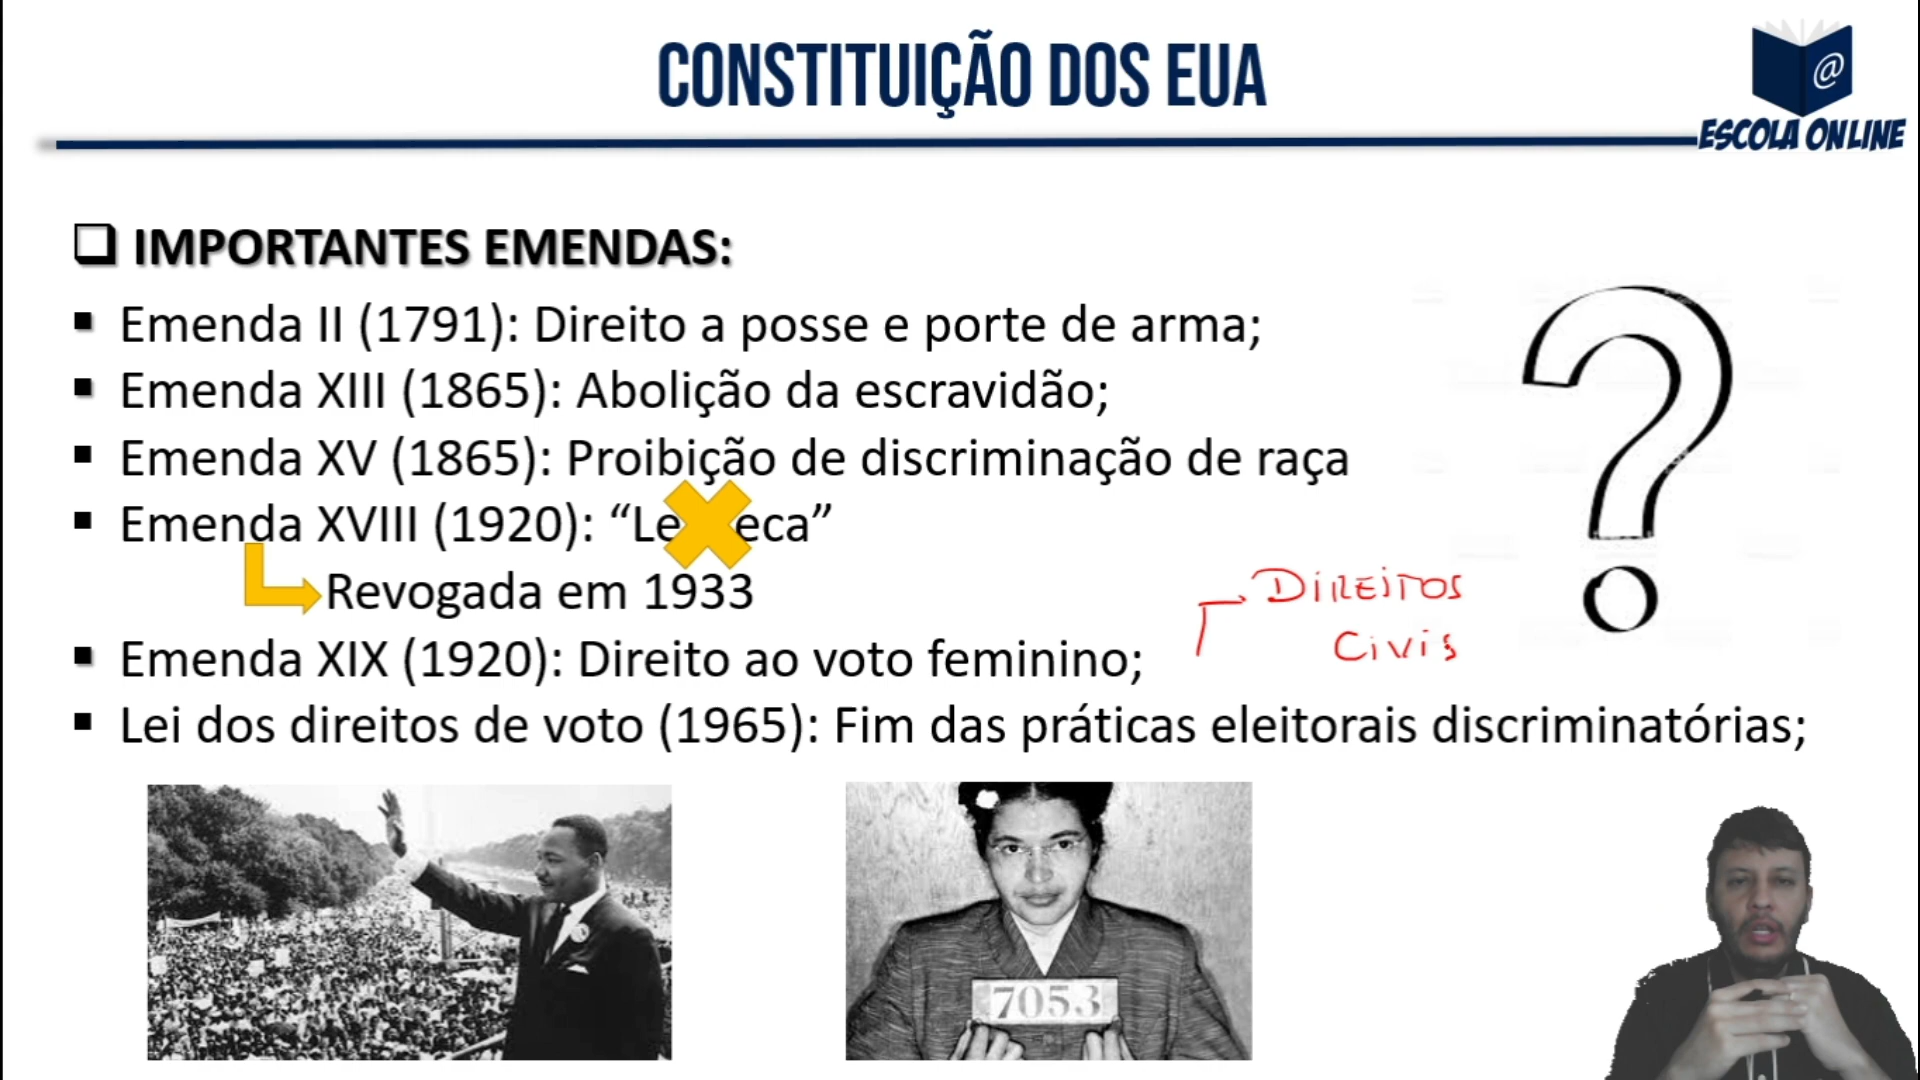 CONSTITUIÇÃO DOS EUA
@
ESCOLA ONLINE
IMPORTANTES EMENDAS:
Emenda II (1791): Direito a posse e porte de arma;
Emenda XIII (1865): Abolição da escravidão;
Emenda XV (1865): Proibição de discriminação de raça
Emenda XVIII (1920): “Le eca”
Revogada em 1933
DIREITOS
Civis
Emenda XIX (1920): Direito ao voto feminino;
Lei dos direitos de voto (1965): Fim das práticas eleitorais discriminatórias;
7053